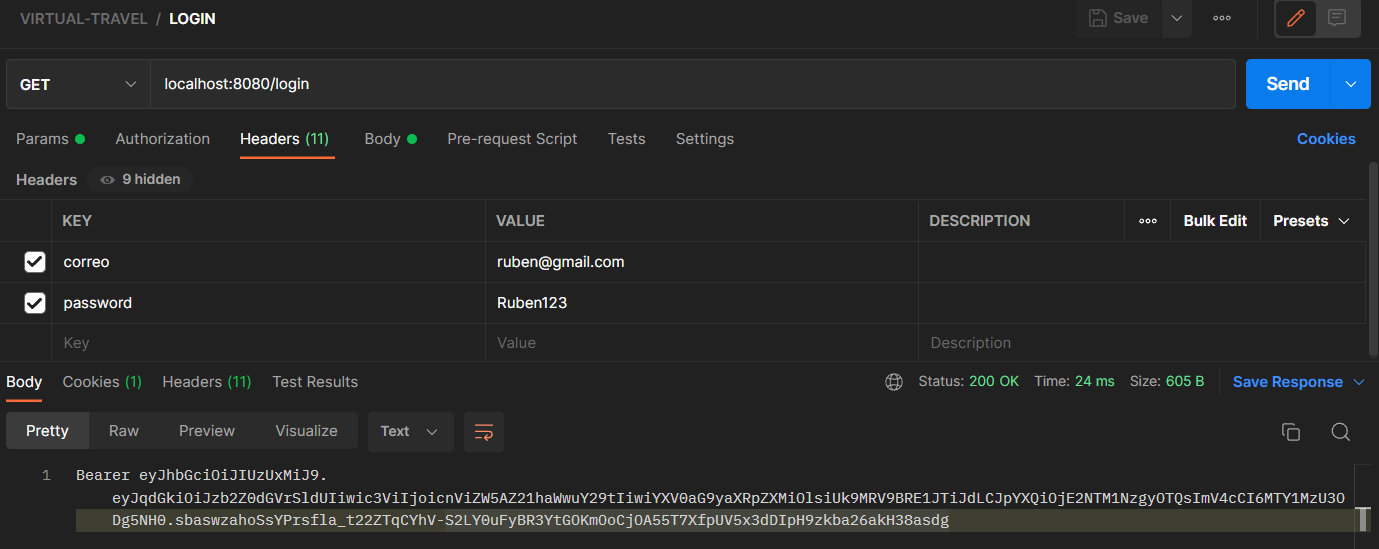 VIRTUAL-TRAVEL / LOGIN
Save
GET
localhost:8080/login
Send
Params
Authorization
Headers (11)
Body
Pre-request Script
Tests
Settings
Cookies
Headers
9 hidden
KEY
VALUE
DESCRIPTION
Bulk Edit
Presets
correo
ruben@gmail.com
password
Ruben123
Key
Value
Description
Body
Cookies (1)
Headers (11)
Test Results
Status: 200 OK
Time: 24 ms
Size: 605 B
Save Response
Pretty
Raw
Preview
Visualize
Text
1
Bearer eyJhbGciOiJIUzUxMiJ9.
eyJqdGkiOiJzb2Z0dGVrSldUIiwic3ViIjoicnViZW5AZ21haWwuY29tIiwiYXV0aG9yaXRpZXMiOlsiUk9MRV9BRE1JTiJdLCJpYXQiOjE2NTM1NzgyOTQsImV4cCI6MTY1MzU3O
Dg5NH0.sbaswzahoSsYPrsfla_t22ZTqCYhV-S2LY0uFyBR3YtGOKmOoCjOA55T7XfpUV5x3dDIpH9zkba26akH38asdg